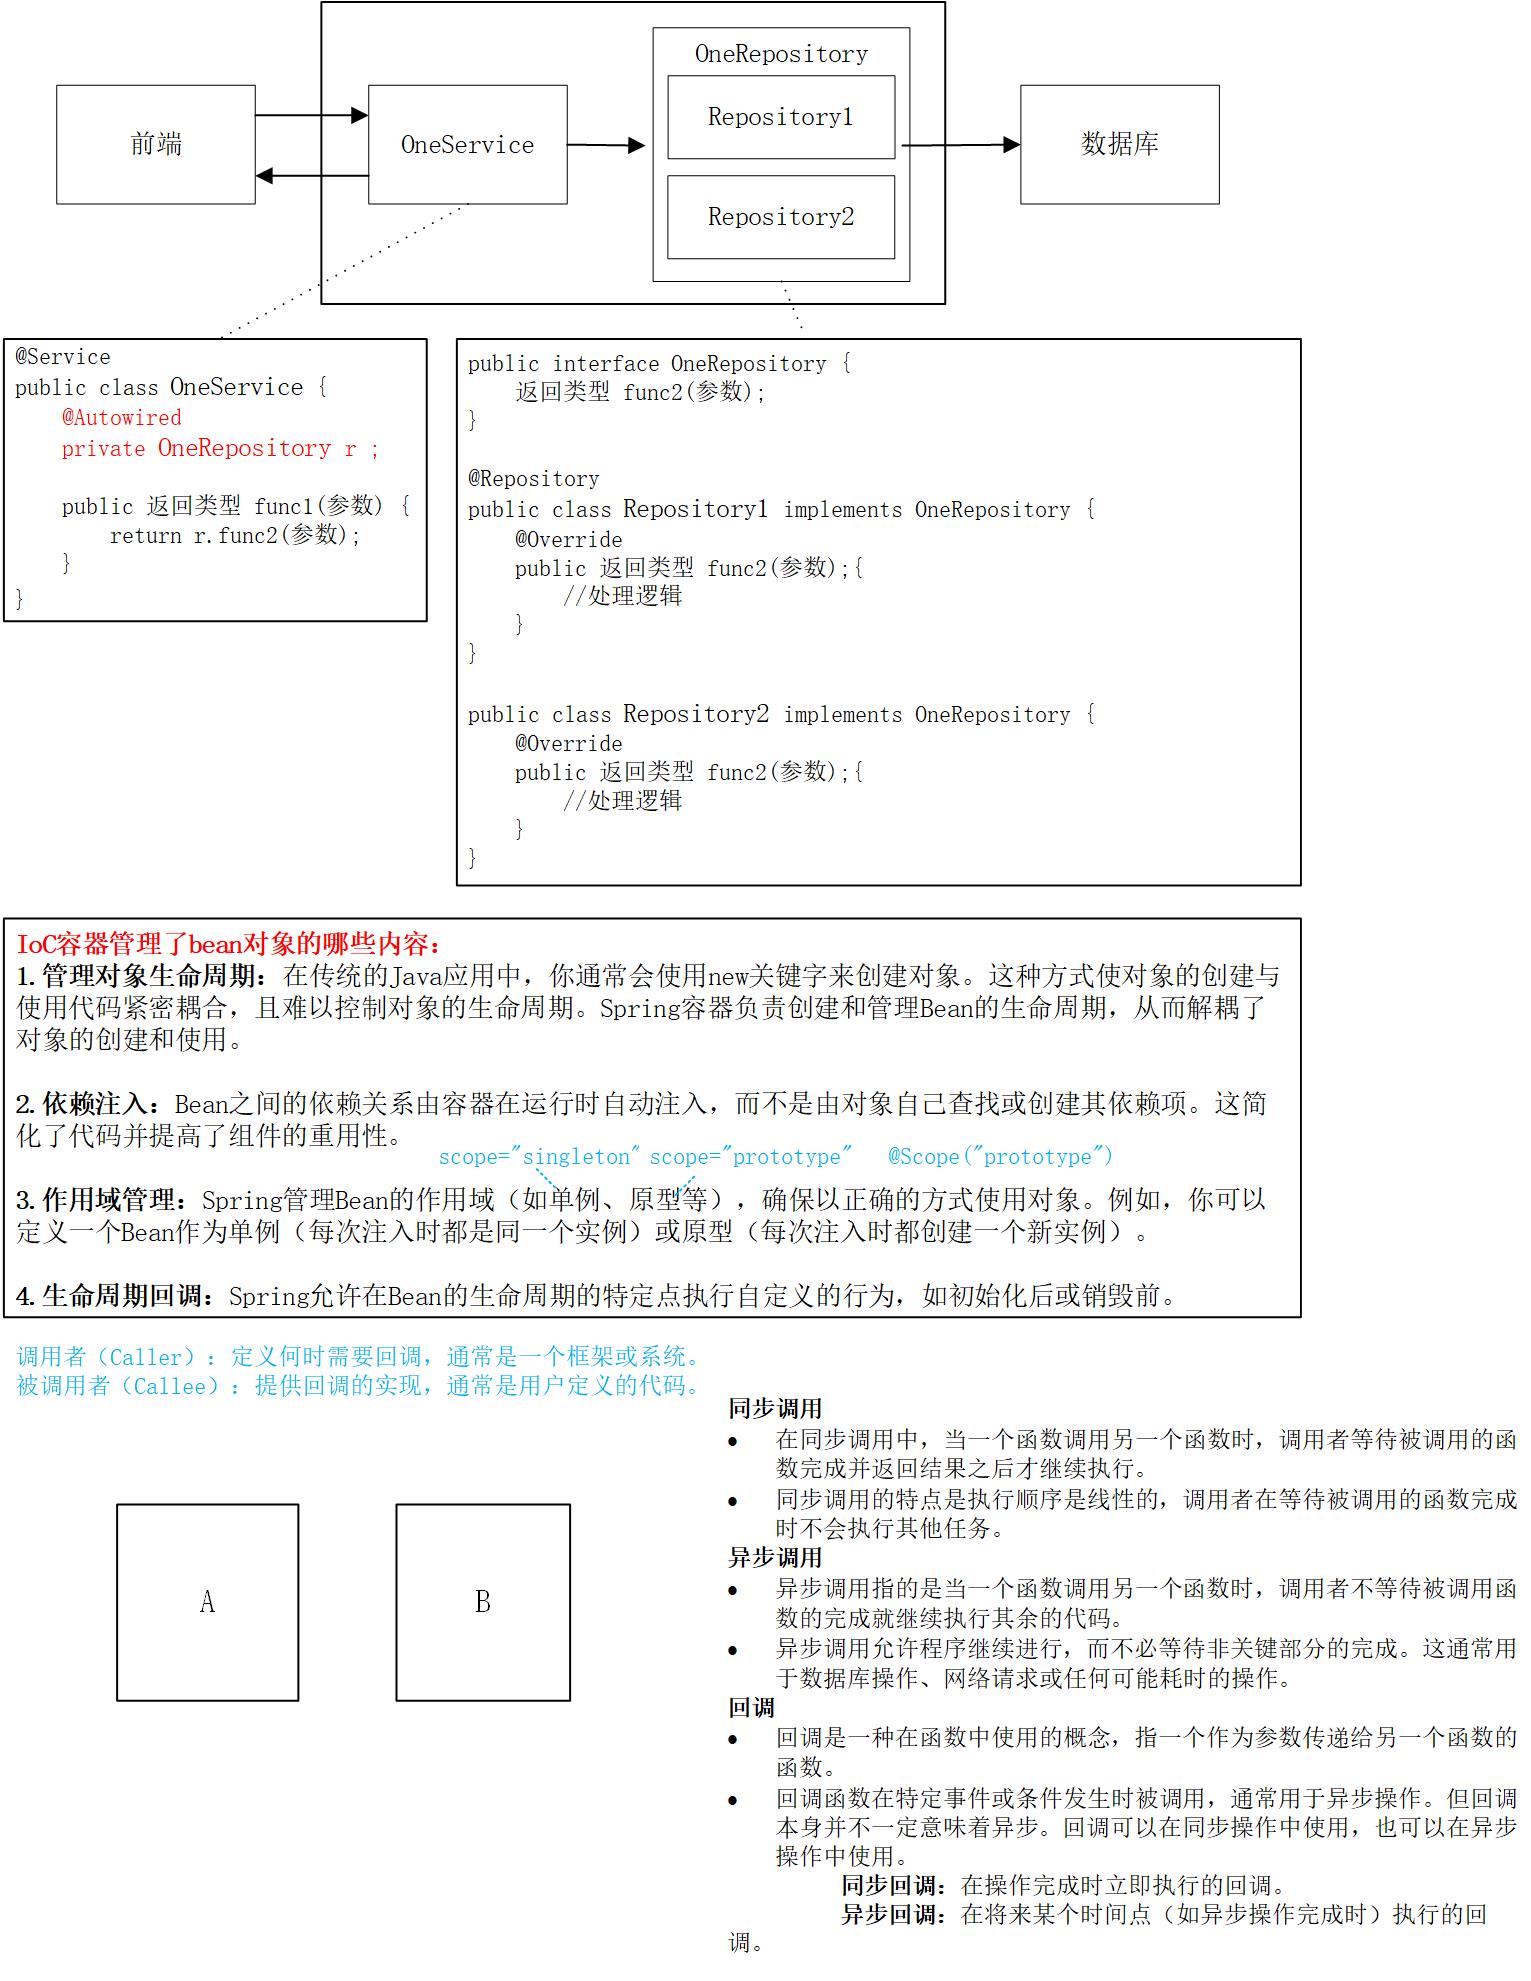 前端
OneService
OneRepository
Repository1
Repository2
数据库
@Service
public class OneService {
    @Autowired
    private OneRepository r ;

    public 返回类型 func1(参数) {
        return r.func2(参数);
    }
}
public interface OneRepository {
    返回类型 func2(参数);
}

@Repository
public class Repository1 implements OneRepository {
    @Override
    public 返回类型 func2(参数);{
        //处理逻辑
    }
}

public class Repository2 implements OneRepository {
    @Override
    public 返回类型 func2(参数);{
        //处理逻辑
    }
}
IoC容器管理了bean对象的哪些内容：
1.管理对象生命周期：在传统的Java应用中，你通常会使用new关键字来创建对象。这种方式使对象的创建与
使用代码紧密耦合，且难以控制对象的生命周期。Spring容器负责创建和管理Bean的生命周期，从而解耦了
对象的创建和使用。

2.依赖注入：Bean之间的依赖关系由容器在运行时自动注入，而不是由对象自己查找或创建其依赖项。这简
化了代码并提高了组件的重用性。
scope="singleton" scope="prototype" @Scope("prototype")
3.作用域管理：Spring管理Bean的作用域（如单例、原型等），确保以正确的方式使用对象。例如，你可以
定义一个Bean作为单例（每次注入时都是同一个实例）或原型（每次注入时都创建一个新实例）。

4.生命周期回调：Spring允许在Bean的生命周期的特定点执行自定义的行为，如初始化后或销毁前。
调用者（Caller）：定义何时需要回调，通常是一个框架或系统。
被调用者（Callee）：提供回调的实现，通常是用户定义的代码。
A
B
同步调用
● 在同步调用中，当一个函数调用另一个函数时，调用者等待被调用的函
数完成并返回结果之后才继续执行。
● 同步调用的特点是执行顺序是线性的，调用者在等待被调用的函数完成
时不会执行其他任务。
异步调用
● 异步调用指的是当一个函数调用另一个函数时，调用者不等待被调用函
数的完成就继续执行其余的代码。
● 异步调用允许程序继续进行，而不必等待非关键部分的完成。这通常用
于数据库操作、网络请求或任何可能耗时的操作。
回调
● 回调是一种在函数中使用的概念，指一个作为参数传递给另一个函数的
函数。
● 回调函数在特定事件或条件发生时被调用，通常用于异步操作。但回调
本身并不一定意味着异步。回调可以在同步操作中使用，也可以在异步
操作中使用。
同步回调：在操作完成时立即执行的回调。
异步回调：在将来某个时间点（如异步操作完成时）执行的回
调。